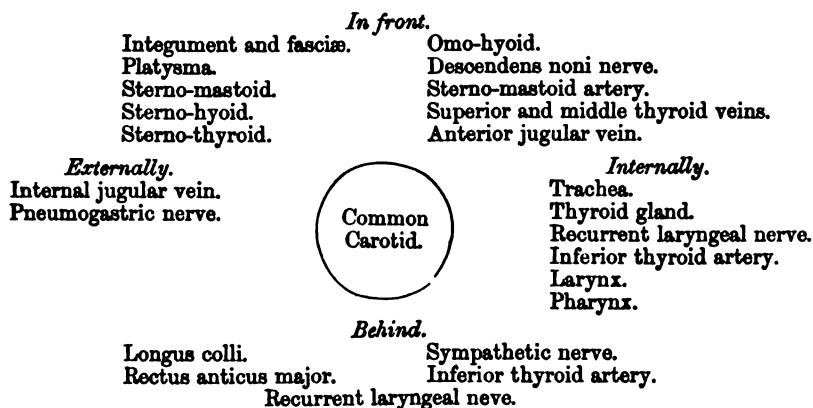 In front.
Integument and fasciæ. Omo-hyoid.
Platysma. Descendens noni nerve.
Sterno-mastoid. Sterno-mastoid artery.
Sterno-hyoid. Superior and middle thyroid veins.
Sterno-thyroid. Anterior jugular vein.
Externally.
Internal jugular vein.
Pneumogastric nerve.
Common
Carotid.
Internally.
Trachea.
Thyroid gland.
Recurrent laryngeal nerve.
Inferior thyroid artery.
Larynx.
Pharynx.
Behind.
Longus colli. Sympathetic nerve.
Rectus anticus major. Inferior thyroid artery.
Recurrent laryngeal neve.